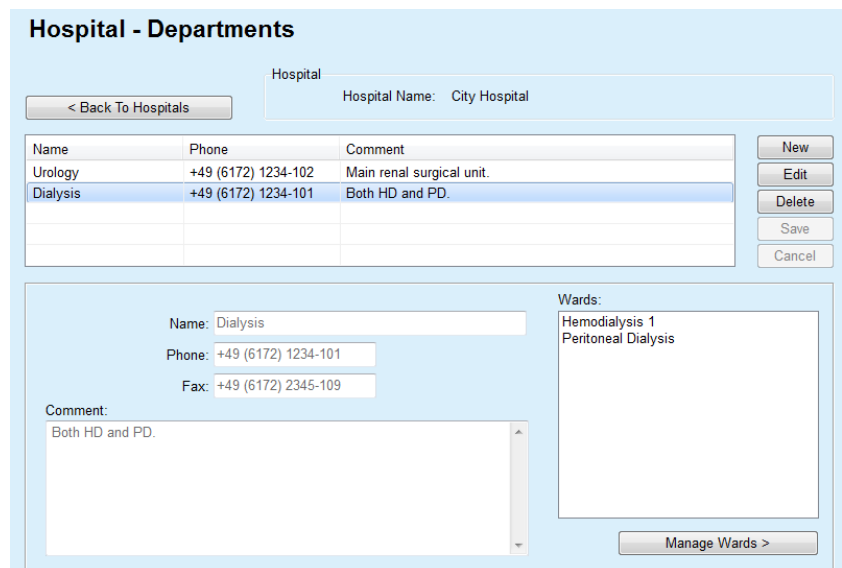 Hospital - Departments
Hospital
< Back To Hospitals
Hospital Name: City Hospital
Name Phone Comment
Urology +49 (6172) 1234-102 Main renal surgical unit.
Dialysis +49 (6172) 1234-101 Both HD and PD.
New
Edit
Delete
Save
Cancel
Name: Dialysis
Phone: +49 (6172) 1234-101
Fax: +49 (6172) 2345-109
Comment:
Both HD and PD.
Wards:
Hemodialysis 1
Peritoneal Dialysis
Manage Wards >